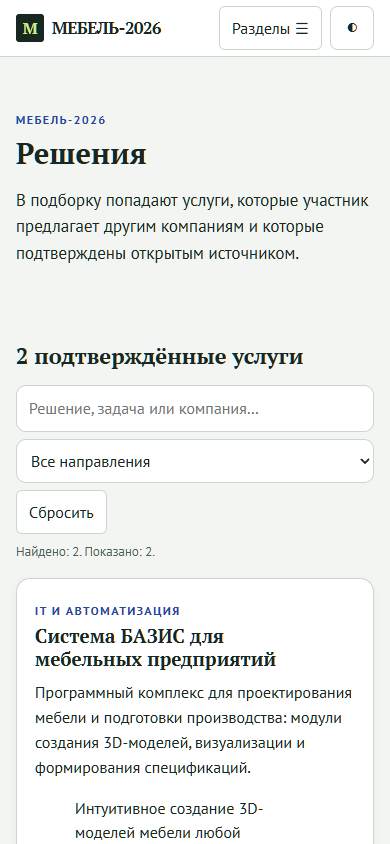 M МЕБЕЛЬ-2026
Разделы ☰
МЕБЕЛЬ-2026
Решения
В подборку попадают услуги, которые участник
предлагает другим компаниям и которые
подтверждены открытым источником.
2 подтверждённые услуги
Решение, задача или компания...
Все направления
Сбросить
Найдено: 2. Показано: 2.
IT И АВТОМАТИЗАЦИЯ
Система БАЗИС для
мебельных предприятий
Программный комплекс для проектирования
мебели и подготовки производства: модули
создания 3D-моделей, визуализации и
формирования спецификаций.
Интуитивное создание 3D-
моделей мебели любой